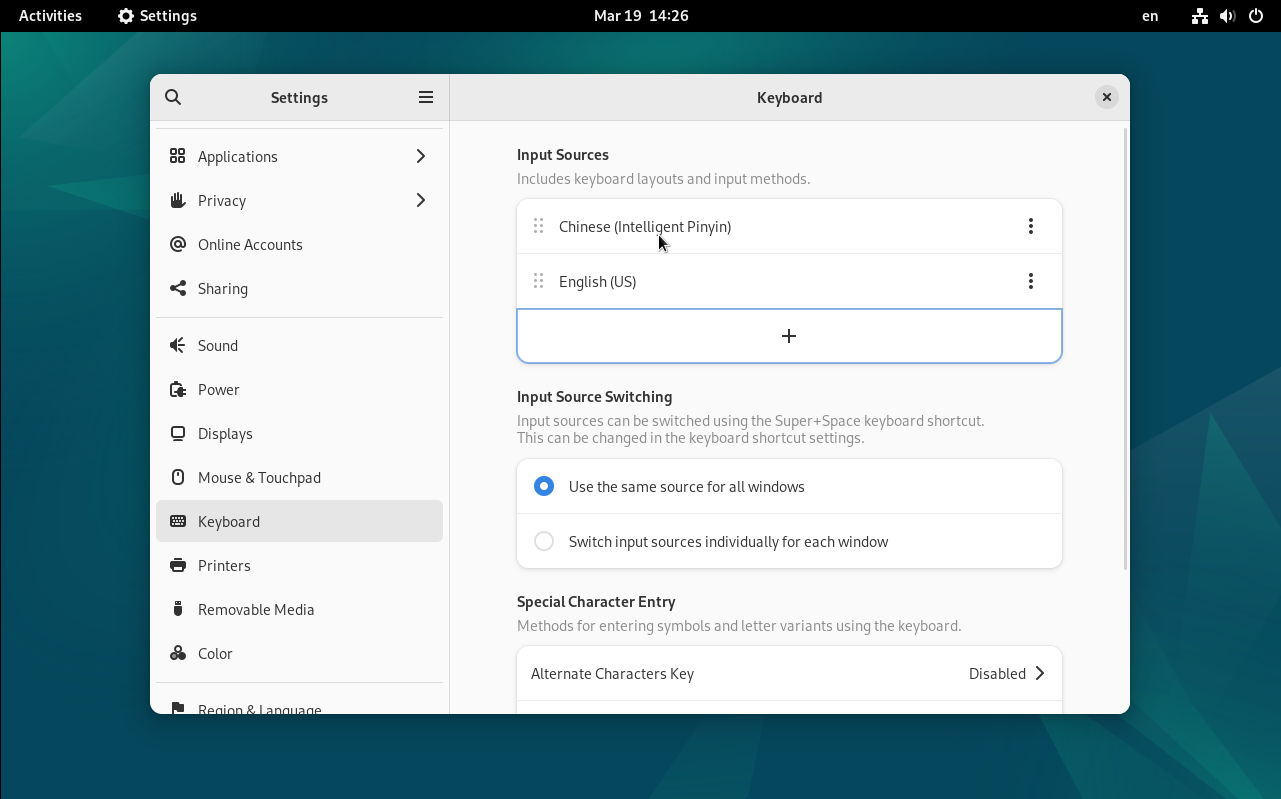 Activities Settings Mar 19 14:26 en
Settings
Keyboard
Applications
Privacy
Online Accounts
Sharing
Sound
Power
Displays
Mouse & Touchpad
Keyboard
Printers
Removable Media
Color
Region & Language
Input Sources
Includes keyboard layouts and input methods.
Chinese (Intelligent Pinyin)
English (US)
Input Source Switching
Input sources can be switched using the Super+Space keyboard shortcut.
This can be changed in the keyboard shortcut settings.
Use the same source for all windows
Switch input sources individually for each window
Special Character Entry
Methods for entering symbols and letter variants using the keyboard.
Alternate Characters Key Disabled